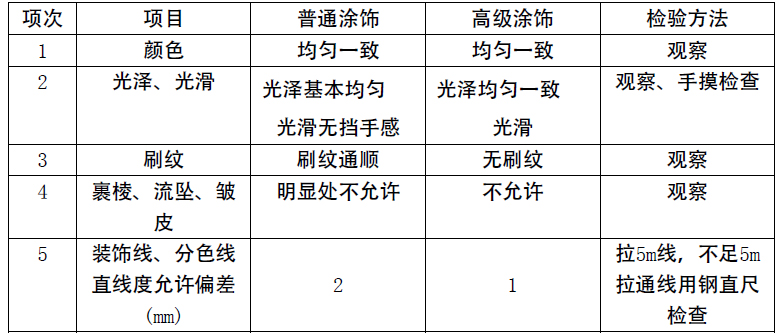 项次 项目 普通涂饰 高级涂饰 检验方法
1 颜色 均匀一致 均匀一致 观察
2 光泽、光滑 光泽基本均匀 光泽均匀一致 观察、手摸检查
光滑无挡手感 光滑
3 刷纹 刷纹通顺 无刷纹 观察
4 裹棱、流坠、皱 明显处不允许 不允许 观察
皮
5 装饰线、分色线 拉5m线，不足5m
直线度允许偏差 2 1 拉通线用钢直尺
(mm) 检查